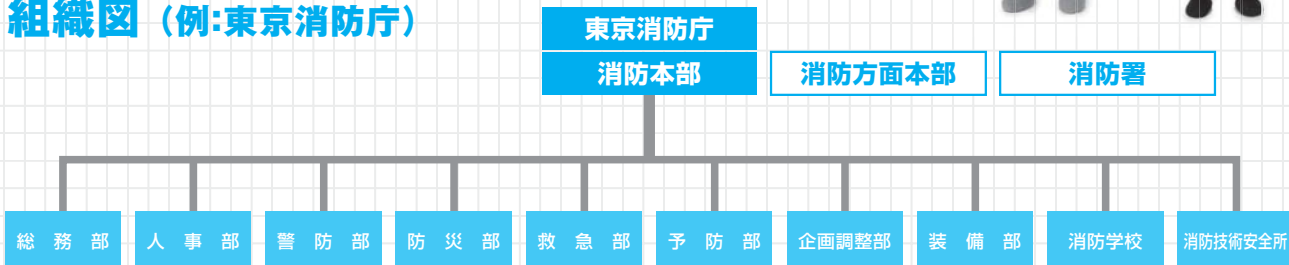 組織図（例:東京消防庁）
東京消防庁
消防本部
消防方面本部
消防署
総務部
人事部
警防部
防災部
救急部
予防部
企画調整部
装備部
消防学校
消防技術安全所